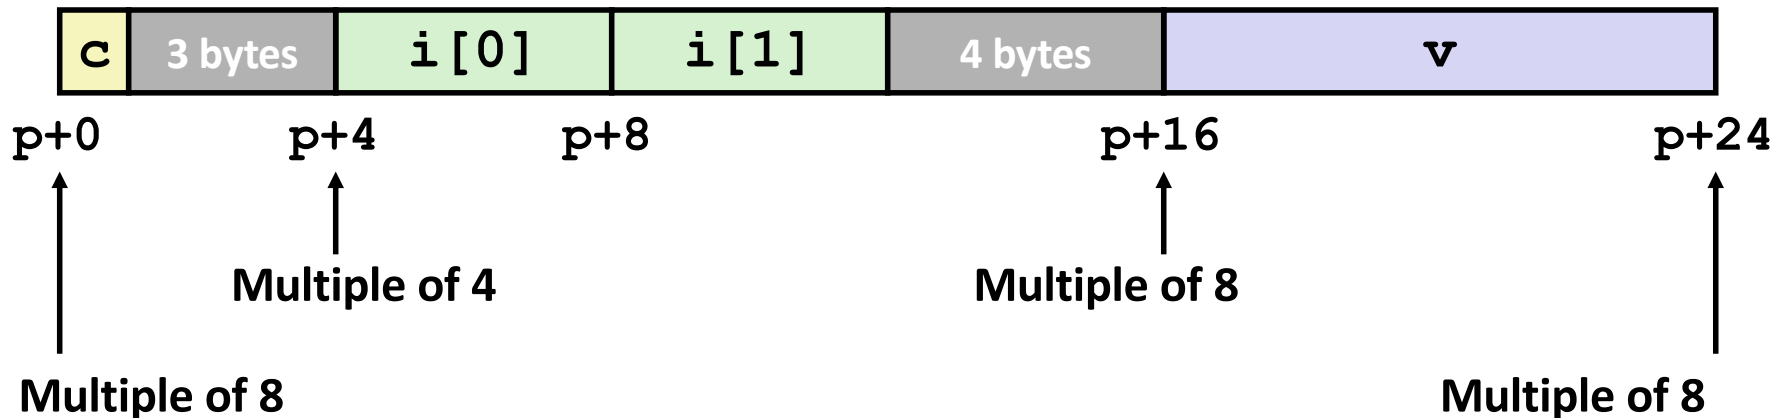 c 3 bytes i[0] i[1] 4 bytes v
p+0 p+4 p+8 p+16 p+24
Multiple of 4 Multiple of 8
Multiple of 8 Multiple of 8